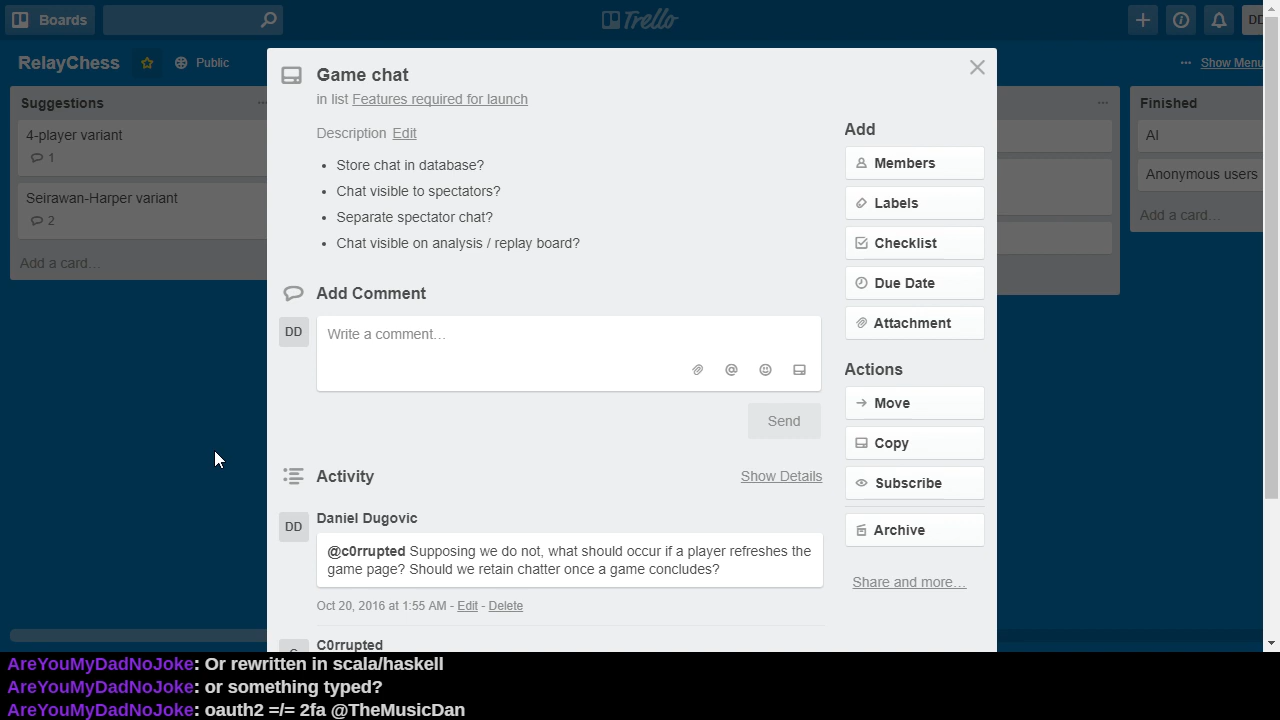 Boards
Trello
DD
RelayChess
Public
Show Menu
Suggestions
4-player variant
1
Seirawan-Harper variant
2
Add a card…
Game chat
in list Features required for launch
Description Edit
• Store chat in database?
• Chat visible to spectators?
• Separate spectator chat?
• Chat visible on analysis / replay board?
Add Comment
DD
Write a comment…
@
Send
Activity
Show Details
DD
Daniel Dugovic
@c0rrupted Supposing we do not, what should occur if a player refreshes the
game page? Should we retain chatter once a game concludes?
Oct 20, 2016 at 1:55 AM - Edit - Delete
C0rrupted
Add
Members
Labels
Checklist
Due Date
Attachment
Actions
Move
Copy
Subscribe
Archive
Share and more…
Finished
AI
Anonymous users
Add a card…
AreYouMyDadNoJoke: Or rewritten in scala/haskell
AreYouMyDadNoJoke: or something typed?
AreYouMyDadNoJoke: oauth2 =/= 2fa @TheMusicDan